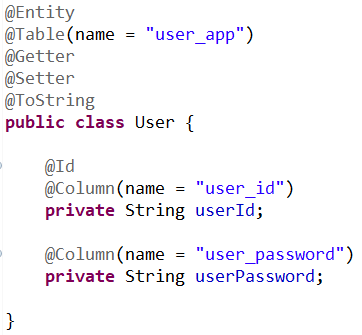 @Entity
@Table(name = "user_app")
@Getter
@Setter
@ToString
public class User {
@Id
@Column(name = "user_id")
private String userId;
@Column(name = "user_password")
private String userPassword;
}